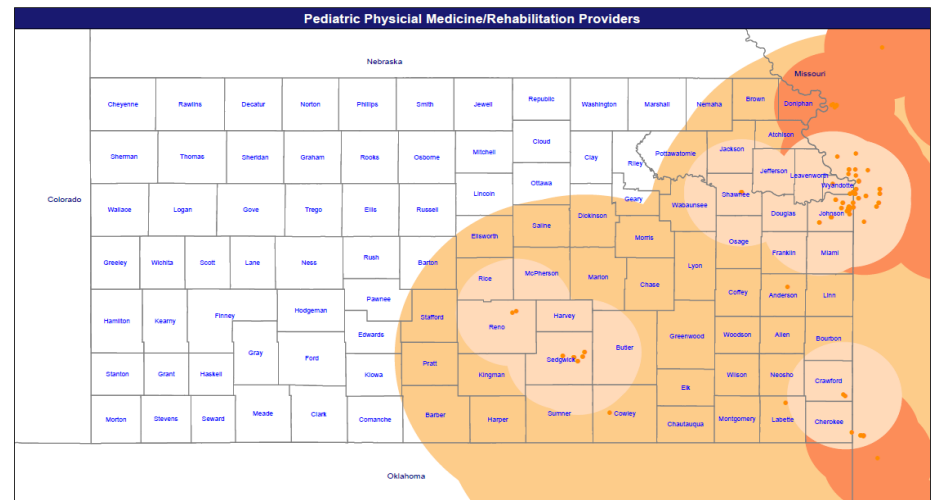 Pediatric Physicial Medicine/Rehabilitation Providers
Nebraska
Missouri
Cheyenne
Rawlins
Decatur
Norton
Phillips
Smith
Jewell
Republic
Washington
Marshall
Nemaha
Brown
Doniphan
Sherman
Thomas
Sheridan
Graham
Rooks
Osborne
Mitchell
Cloud
Clay
Riley
Pottawatomie
Jackson
Atchison
Jefferson
Leavenworth
Wyandotte
Colorado
Wallace
Logan
Gove
Trego
Ellis
Russell
Lincoln
Ottawa
Geary
Wabaunsee
Shawnee
Douglas
Johnson
Ellsworth
Saline
Dickinson
Morris
Osage
Greeley
Wichita
Scott
Lane
Ness
Rush
Barton
Rice
McPherson
Marion
Chase
Lyon
Franklin
Miami
Hamilton
Kearny
Finney
Hodgeman
Pawnee
Edwards
Stafford
Reno
Harvey
Greenwood
Coffey
Anderson
Linn
Woodson
Allen
Bourbon
Stanton
Grant
Haskell
Gray
Ford
Kiowa
Pratt
Kingman
Sedgwick
Butler
Elk
Wilson
Neosho
Crawford
Morton
Stevens
Seward
Meade
Clark
Comanche
Barber
Harper
Sumner
Cowley
Chautauqua
Montgomery
Labette
Cherokee
Oklahoma